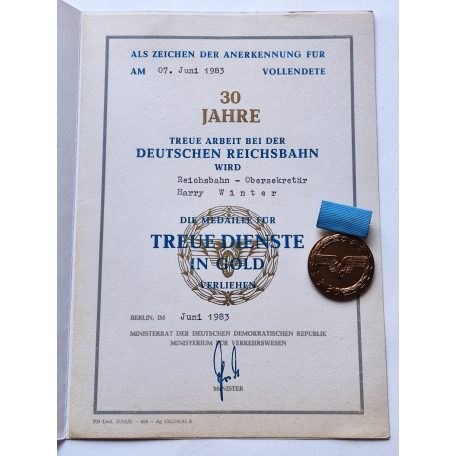 ALS ZEICHEN DER ANERKENNUNG FÜR
AM 07. Juni 1983 VOLLENDETE
30
JAHRE
TREUE ARBEIT BEI DER
DEUTSCHEN REICHSBAHN
WIRD
Reichsbahn - Obersekretär
Harry Winter
DIE MEDAILLE FÜR
TREUE DIENSTE
IN GOLD
VERLIEHEN
BERLIN, IM Juni 1983
MINISTERRAT DER DEUTSCHEN DEMOKRATISCHEN REPUBLIK
MINISTERIUM FÜR VERKEHRSWESEN
MINISTER